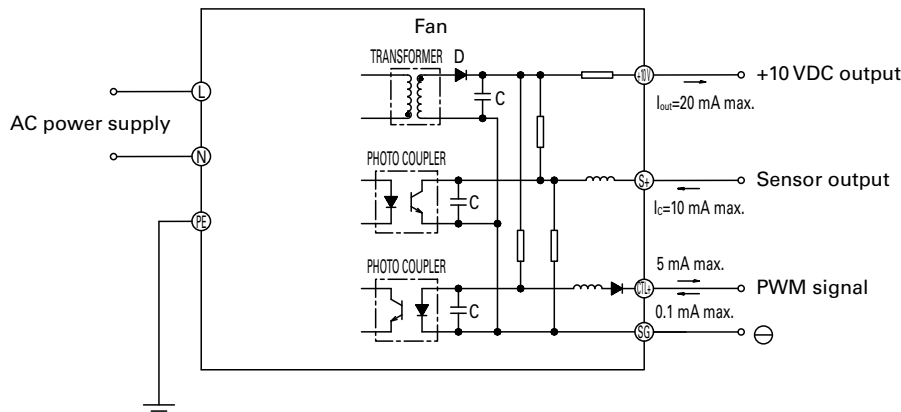 Fan
TRANSFORMER D
C
+10V
+10 VDC output
Iout=20 mA max.
L
AC power supply
N
PHOTO COUPLER
C
S+
Sensor output
IC=10 mA max.
PE
PHOTO COUPLER
C
5 mA max.
CTL+
PWM signal
0.1 mA max.
SG
⊖